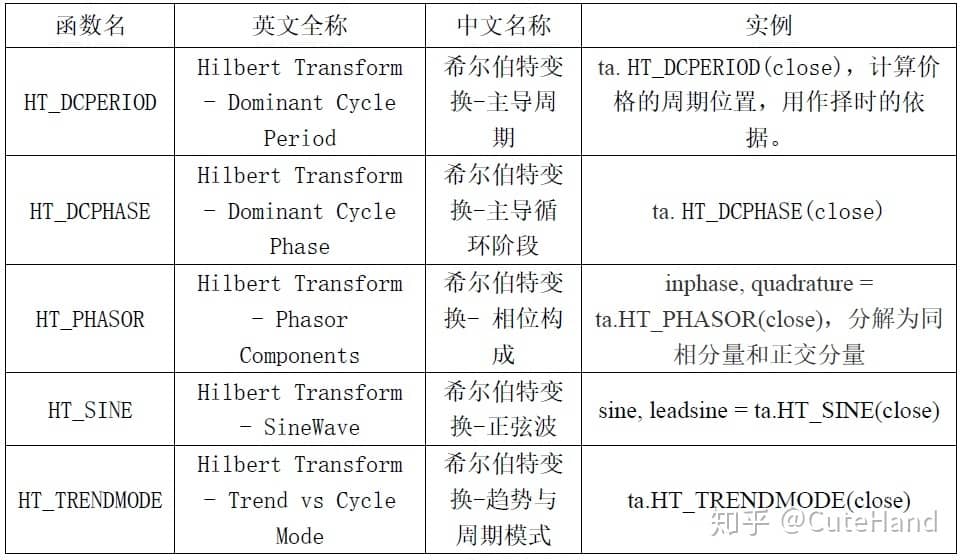 函数名 英文全称 中文名称 实例
HT_DCPERIOD
Hilbert Transform
- Dominant Cycle
Period
希尔伯特变
换-主导周
期
ta. HT_DCPERIOD(close)，计算价
格的周期位置，用作择时的依
据。
HT_DCPHASE
Hilbert Transform
- Dominant Cycle
Phase
希尔伯特变
换-主导循
环阶段
ta. HT_DCPHASE(close)
HT_PHASOR
Hilbert Transform
- Phasor
Components
希尔伯特变
换- 相位构
成
inphase, quadrature =
ta.HT_PHASOR(close)，分解为同
相分量和正交分量
HT_SINE
Hilbert Transform
- SineWave
希尔伯特变
换-正弦波
sine, leadsine = ta.HT_SINE(close)
HT_TRENDMODE
Hilbert Transform
- Trend vs Cycle
Mode
希尔伯特变
换-趋势与
周期模式
ta.HT_TRENDMODE(close)
知乎 @CuteHand